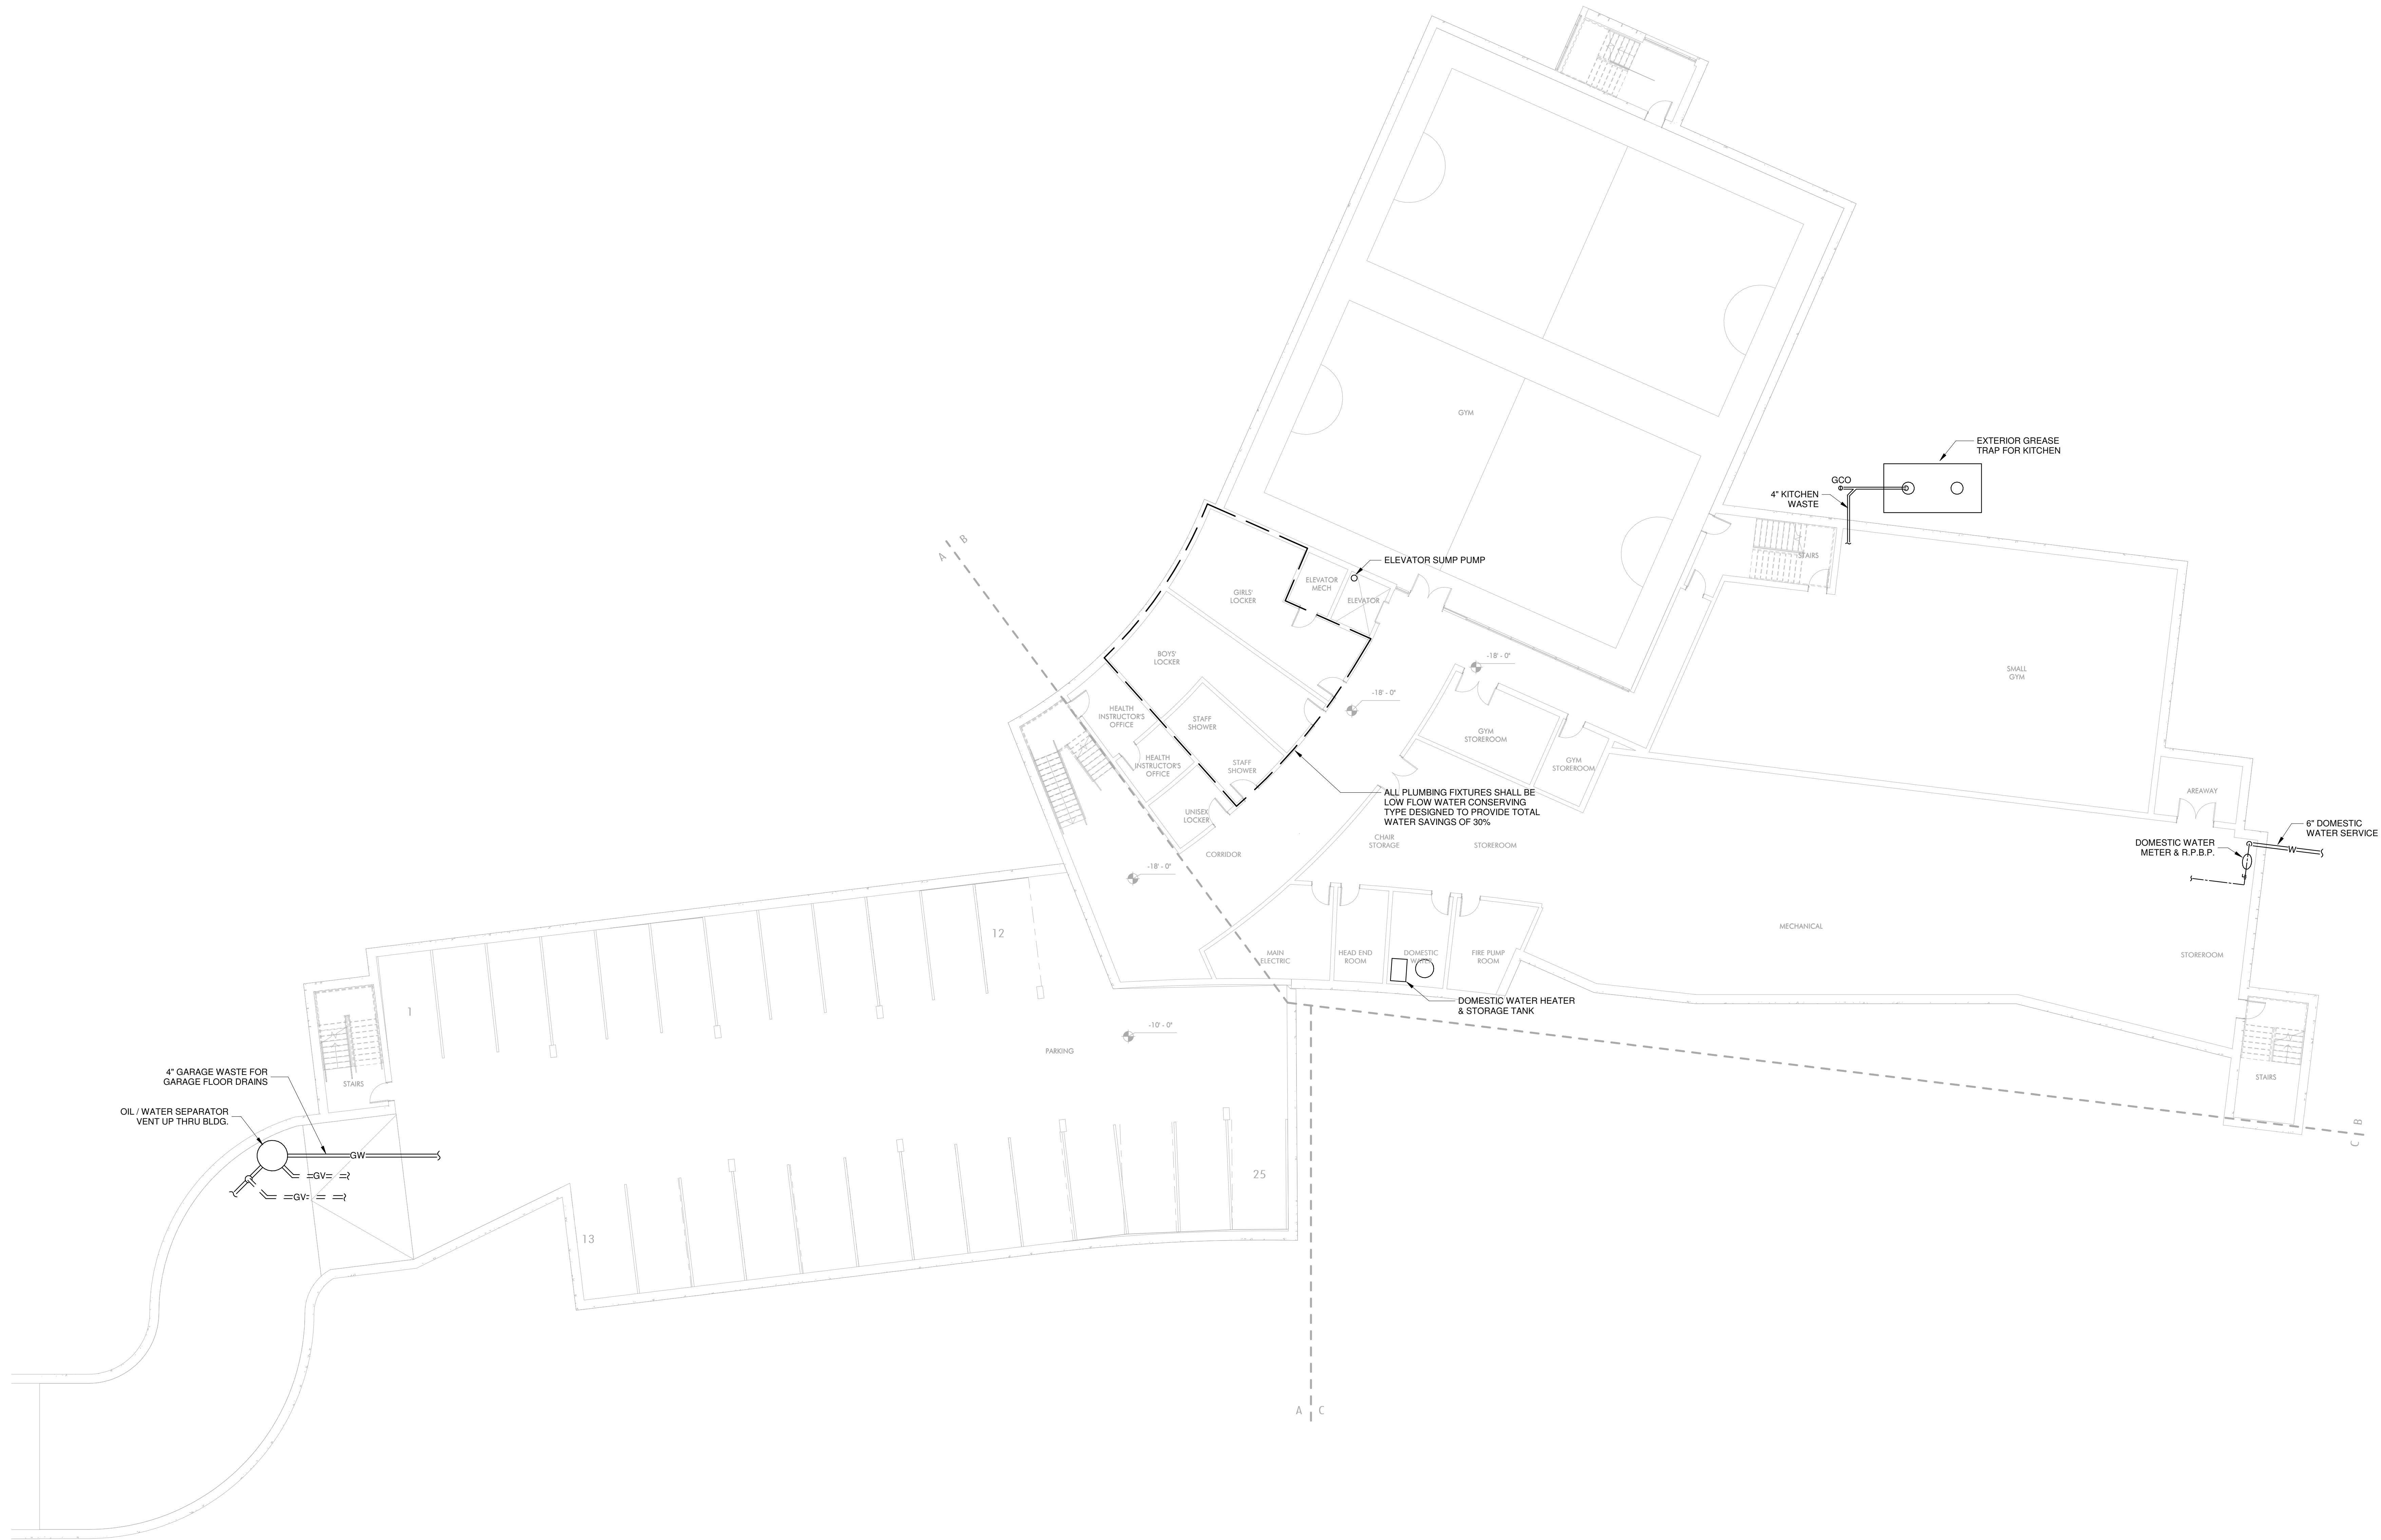 GYM
EXTERIOR GREASE
TRAP FOR KITCHEN
GCO
4" KITCHEN
WASTE
A
B
STAIRS
ELEVATOR SUMP PUMP
ELEVATOR
MECH
ELEVATOR
GIRLS'
LOCKER
BOYS'
LOCKER
-18' - 0"
SMALL
GYM
-18' - 0"
HEALTH
INSTRUCTOR'S
OFFICE
STAFF
SHOWER
GYM
STOREROOM
HEALTH
INSTRUCTOR'S
OFFICE
STAFF
SHOWER
GYM
STOREROOM
ALL PLUMBING FIXTURES SHALL BE
LOW FLOW WATER CONSERVING
TYPE DESIGNED TO PROVIDE TOTAL
WATER SAVINGS OF 30%
AREAWAY
UNISEX
LOCKER
6" DOMESTIC
WATER SERVICE
CHAIR
STORAGE
STOREROOM
DOMESTIC WATER
METER & R.P.B.P.
W
CORRIDOR
-18' - 0"
12
MECHANICAL
MAIN
ELECTRIC
HEAD END
ROOM
DOMESTIC
WATER
FIRE PUMP
ROOM
STOREROOM
DOMESTIC WATER HEATER
& STORAGE TANK
1
-10' - 0"
PARKING
4" GARAGE WASTE FOR
GARAGE FLOOR DRAINS
STAIRS
STAIRS
OIL / WATER SEPARATOR
VENT UP THRU BLDG.
B
C
GW
GV
GV
25
13
A
C